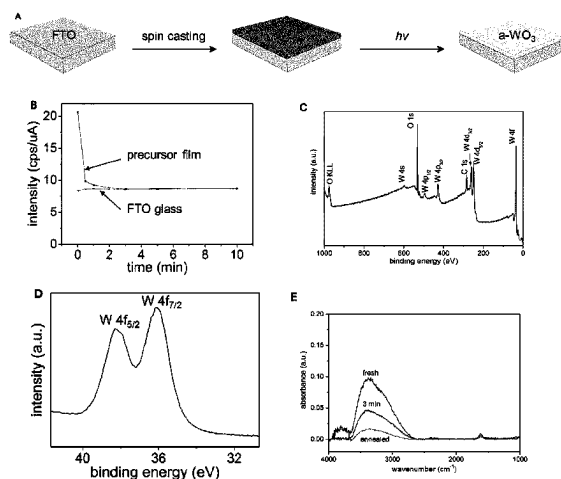 A
FTO
spin casting
hν
a-WO₃
B
intensity (cps/uA)
20
15
10
5
0
precursor film
FTO glass
0 2 4 6 8 10
time (min)
C
intensity (a.u.)
O KLL
W 4s
O 1s
W 4p1/2
W 4p3/2
C 1s
W 4d3/2
W 4d5/2
W 4f
1000 800 600 400 200 0
binding energy (eV)
D
intensity (a.u.)
W 4f5/2
W 4f7/2
40 38 36 34 32
binding energy (eV)
E
absorbance (a.u.)
0.20
0.15
0.10
0.05
0.00
fresh
3 min
annealed
4000 3000 2000 1000
wavenumber (cm⁻¹)